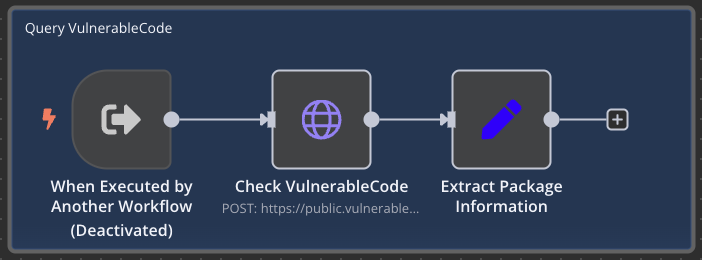 Query VulnerableCode
When Executed by
Another Workflow
(Deactivated)
Check VulnerableCode
POST: https://public.vulnerable...
Extract Package
Information